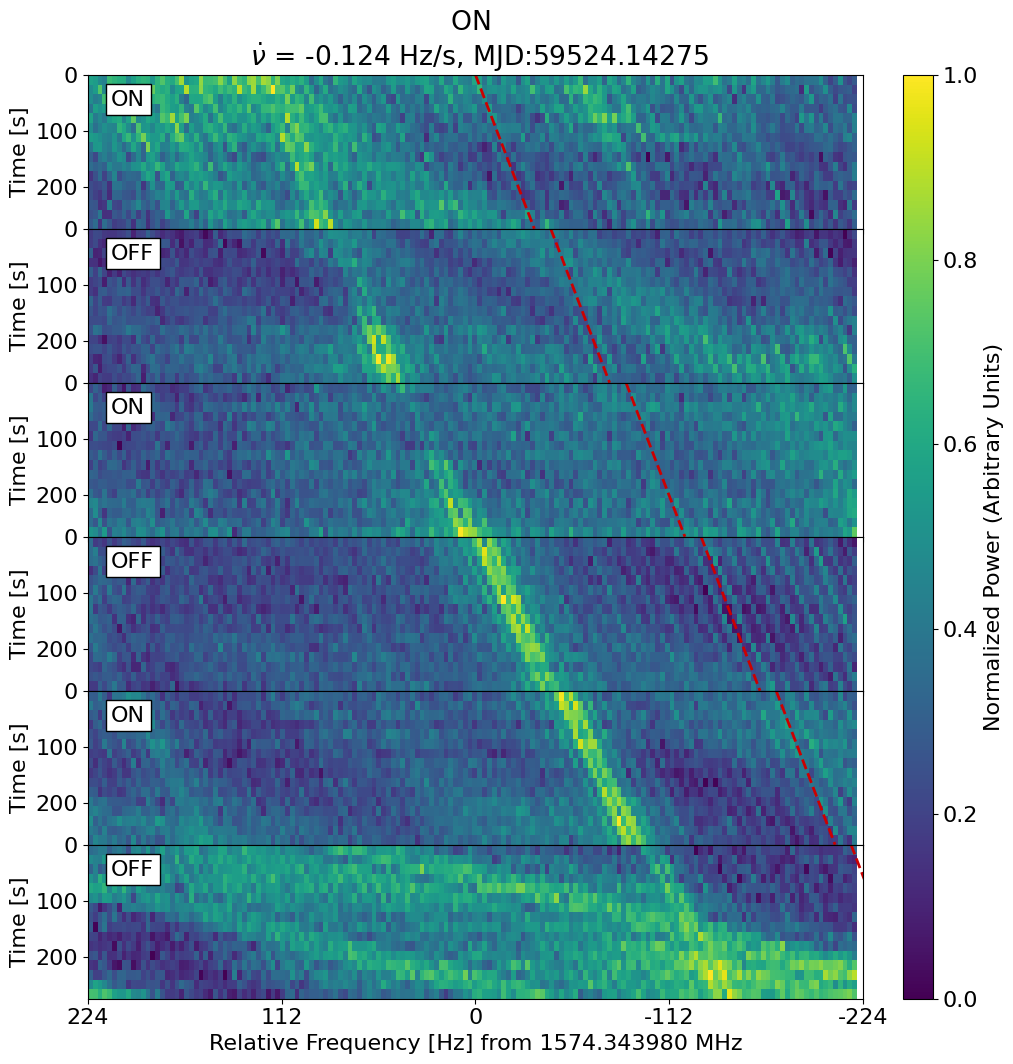 ON
ν̇ = -0.124 Hz/s, MJD:59524.14275
0
ON
100
200
Time [s]
0
OFF
100
200
Time [s]
0
ON
100
200
Time [s]
0
OFF
100
200
Time [s]
0
ON
100
200
Time [s]
0
OFF
100
200
Time [s]
224 112 0 -112 -224
Relative Frequency [Hz] from 1574.343980 MHz
1.0
0.8
0.6
0.4
0.2
0.0
Normalized Power (Arbitrary Units)